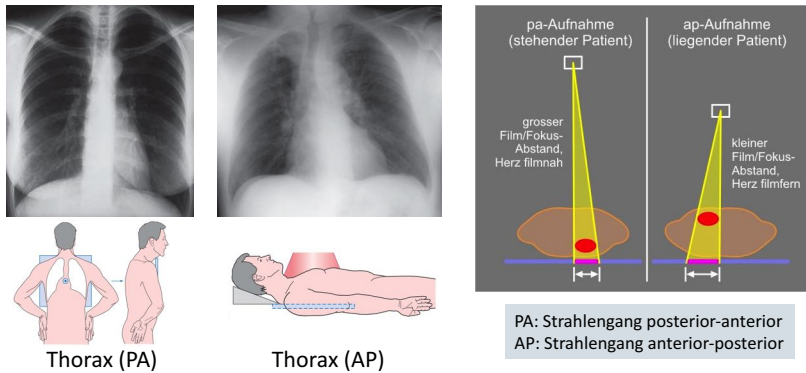 Thorax (PA)
Thorax (AP)
pa-Aufnahme
(stehender Patient)
grosser
Film/Fokus-
Abstand,
Herz filmnah
ap-Aufnahme
(liegender Patient)
kleiner
Film/Fokus-
Abstand,
Herz filmfern
PA: Strahlengang posterior-anterior
AP: Strahlengang anterior-posterior